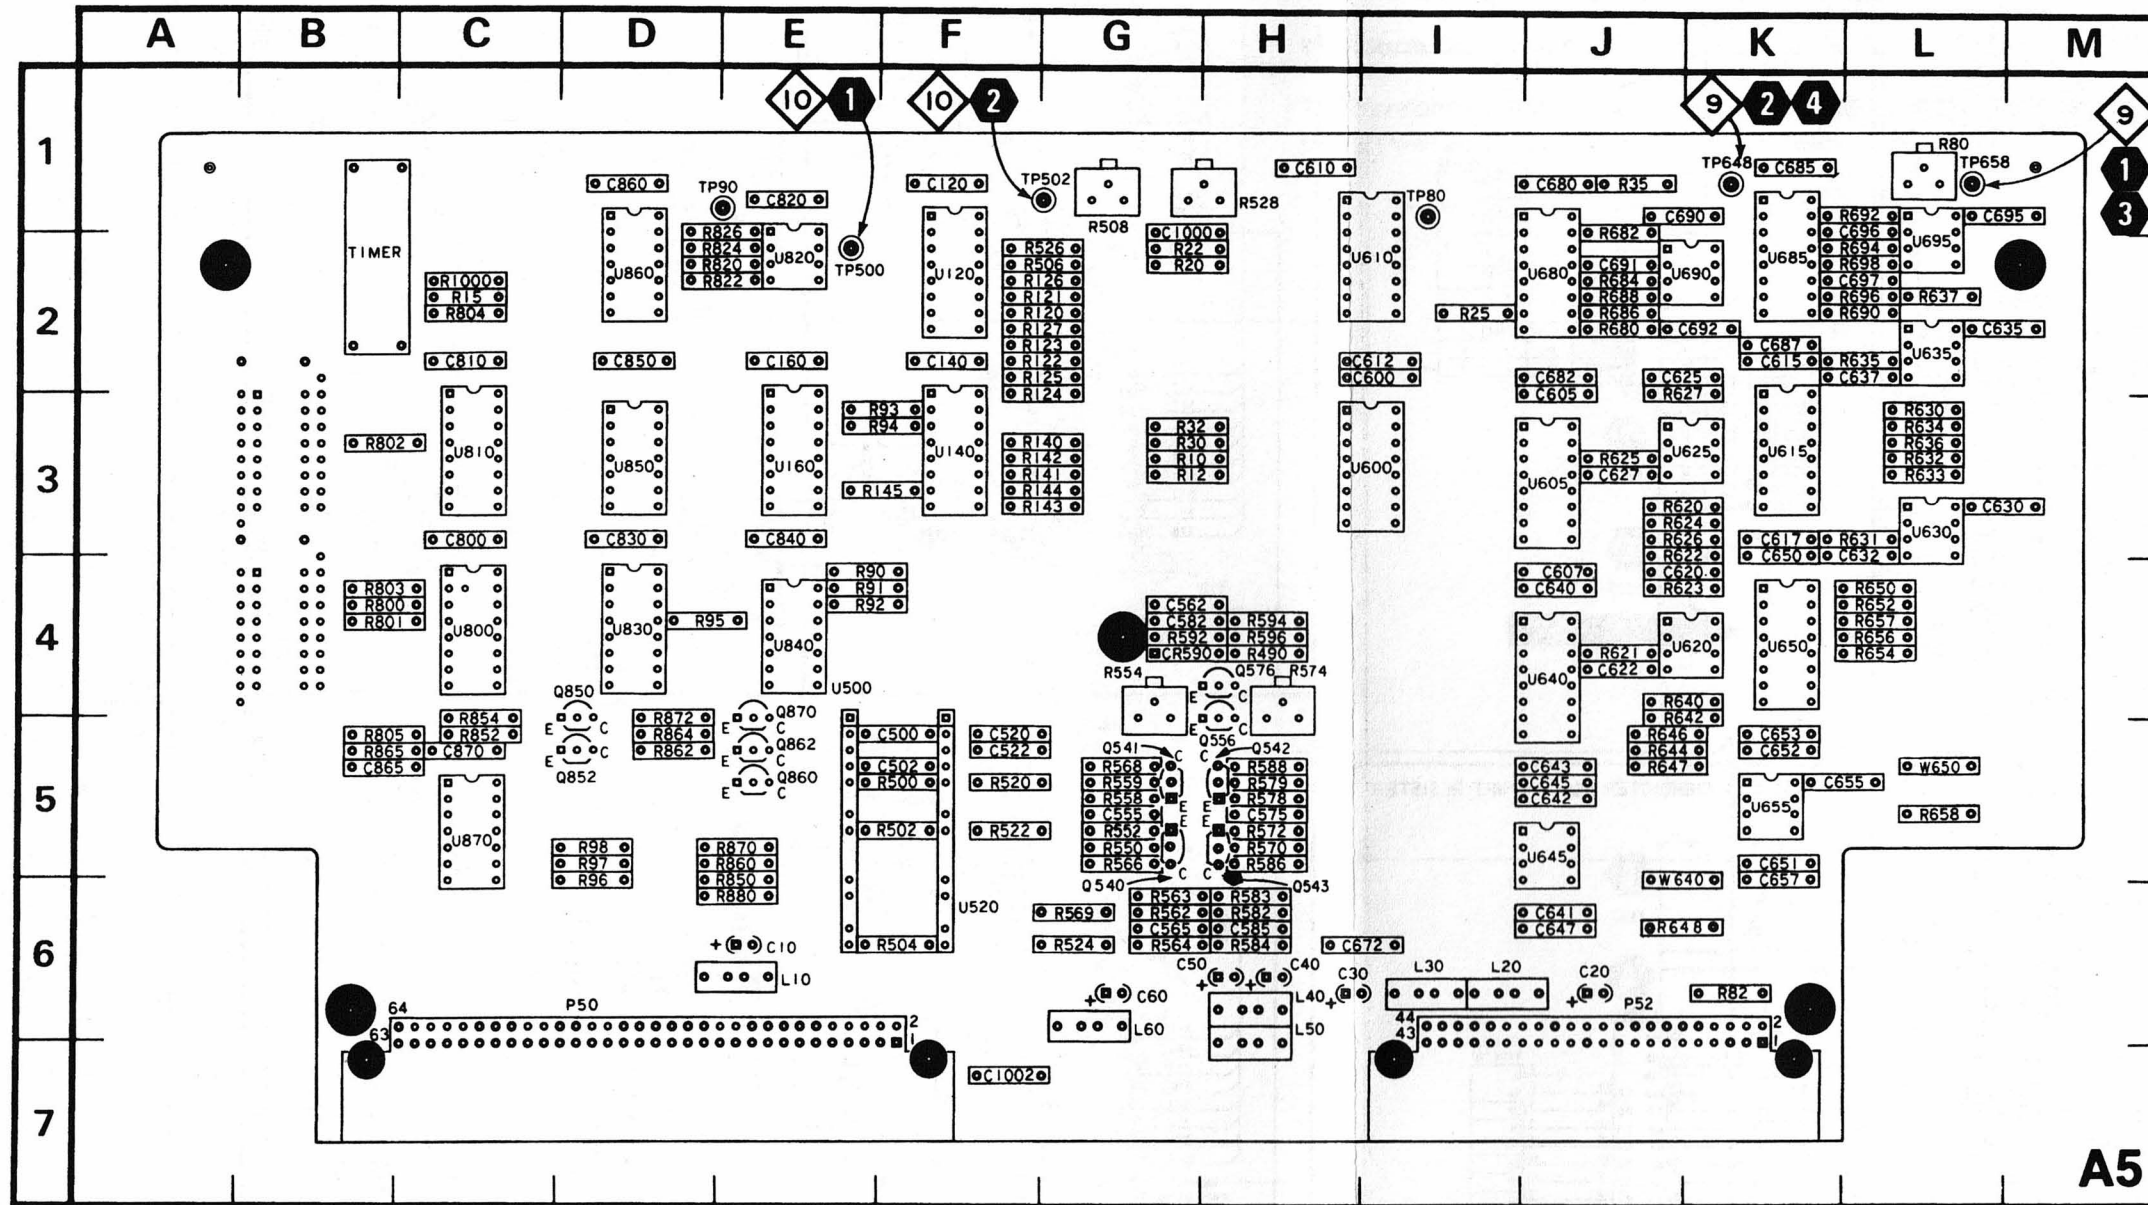 A B C D E F G H I J K L M
10 1 10 2 9 2 4 9
1
1
3
R80
C610 TP648 C685 TP658
C860 TP90 C120 TP502 C680 R35
C820 R528 TP80
R508 C690 R692 C695
TIMER U860 R826 U820 TP500 U120 R526 C1000 U610 U680 R682 U690 U685 C696 U695
R824 R22 R694
R820 R506 R20 C691 R698
R822 R126 R684 C697
R1000 R121 R688 R696 R637
R15 R120 R686 R690
2
R804 R127 R25 R680 C692 C635
R123 C687 U635
C810 C850 C160 C140 R122 C612 C615 R635
R125 C600 C682 C625 C637
R124 C605 R627
R93 R630
R94 R32 R634
R802 R140 R30 R636
U810 U850 U160 U140 R142 R10 U600 U605 R625 U625 U615 R632
R141 R12 C627 R633
3
R145 R144
R143 R620 C630
R624 U630
C800 C830 C840 R626 C617 R631
R622 C650 C632
R90 C607 C620
R803 R91 C640 R623 R650
R800 R92 C562 R652
R801 U800 U830 R95 U840 C582 R594 U640 U620 U650 R657
4
R592 R596 R656
CR590 R490 R621 R654
R554 Q576 R574 C622
Q850 U500 E C R640
R854 E C R872 E Q870 C E C R642
R805 R852 R864 C500 C520 Q556 R646 C653
R865 C870 E C R862 E Q862 C C522 Q541 C C Q542 R644 C652
C865 Q852 Q860 C502 R568 R588 C643 R647 W650
E C R500 R520 R559 R579 C645 U655 C655
5
R558 E E R578 C642
U870 C555 E E C575 R658
R502 R522 R552 R572
R98 R870 R550 R570 U645
R97 R860 R566 R586 C651
R96 R850 Q540 C C Q543 W640 C657
R880 R563 R583
U520 R569 R562 R582 C641
C565 C585 C647 R648
6
+ C10 R504 R524 R564 R584 C672
L10 C50 C40 C30 L30 L20 C20
+ C60 + + L40 + + R82
64 P50 2 L60 L50 44 P52 2
63 1 43 1
C1002
7
A5